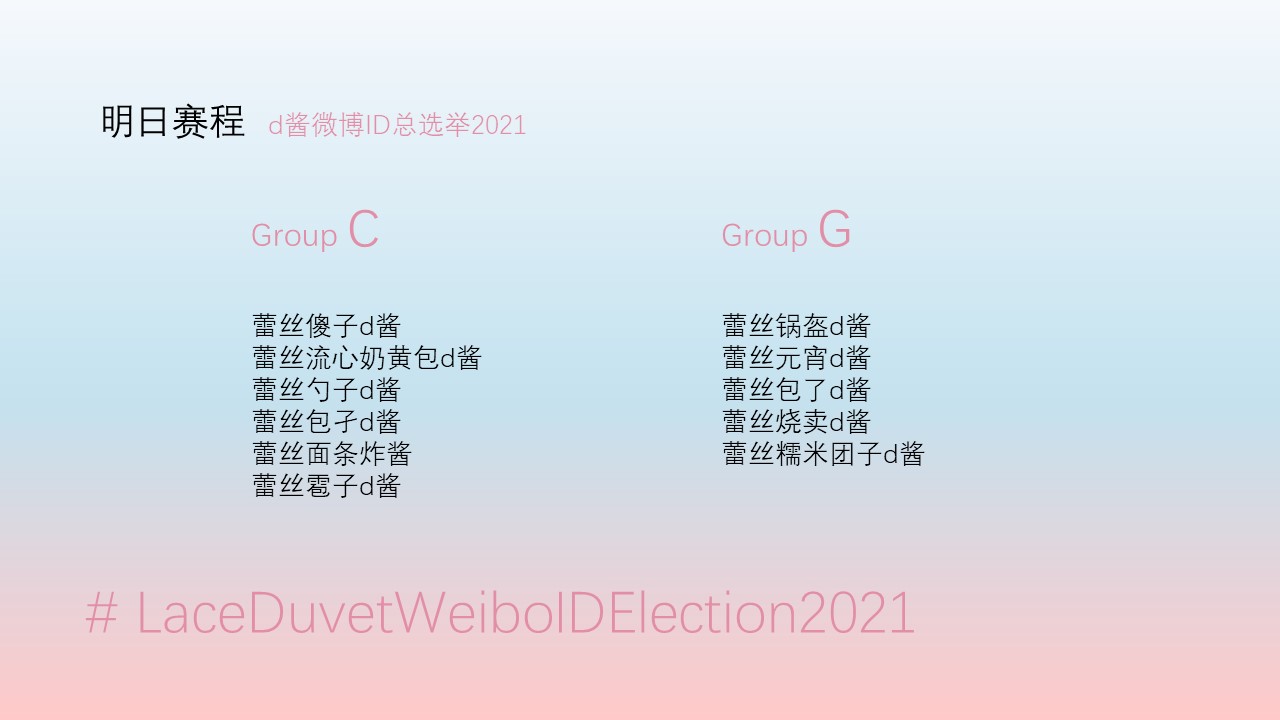 明日赛程 d酱微博ID总选举2021
Group C
蕾丝傻子d酱
蕾丝流心奶黄包d酱
蕾丝勺子d酱
蕾丝包孑d酱
蕾丝面条炸酱
蕾丝雹子d酱
Group G
蕾丝锅盔d酱
蕾丝元宵d酱
蕾丝包了d酱
蕾丝烧卖d酱
蕾丝糯米团子d酱
# LaceDuvetWeiboIDElection2021